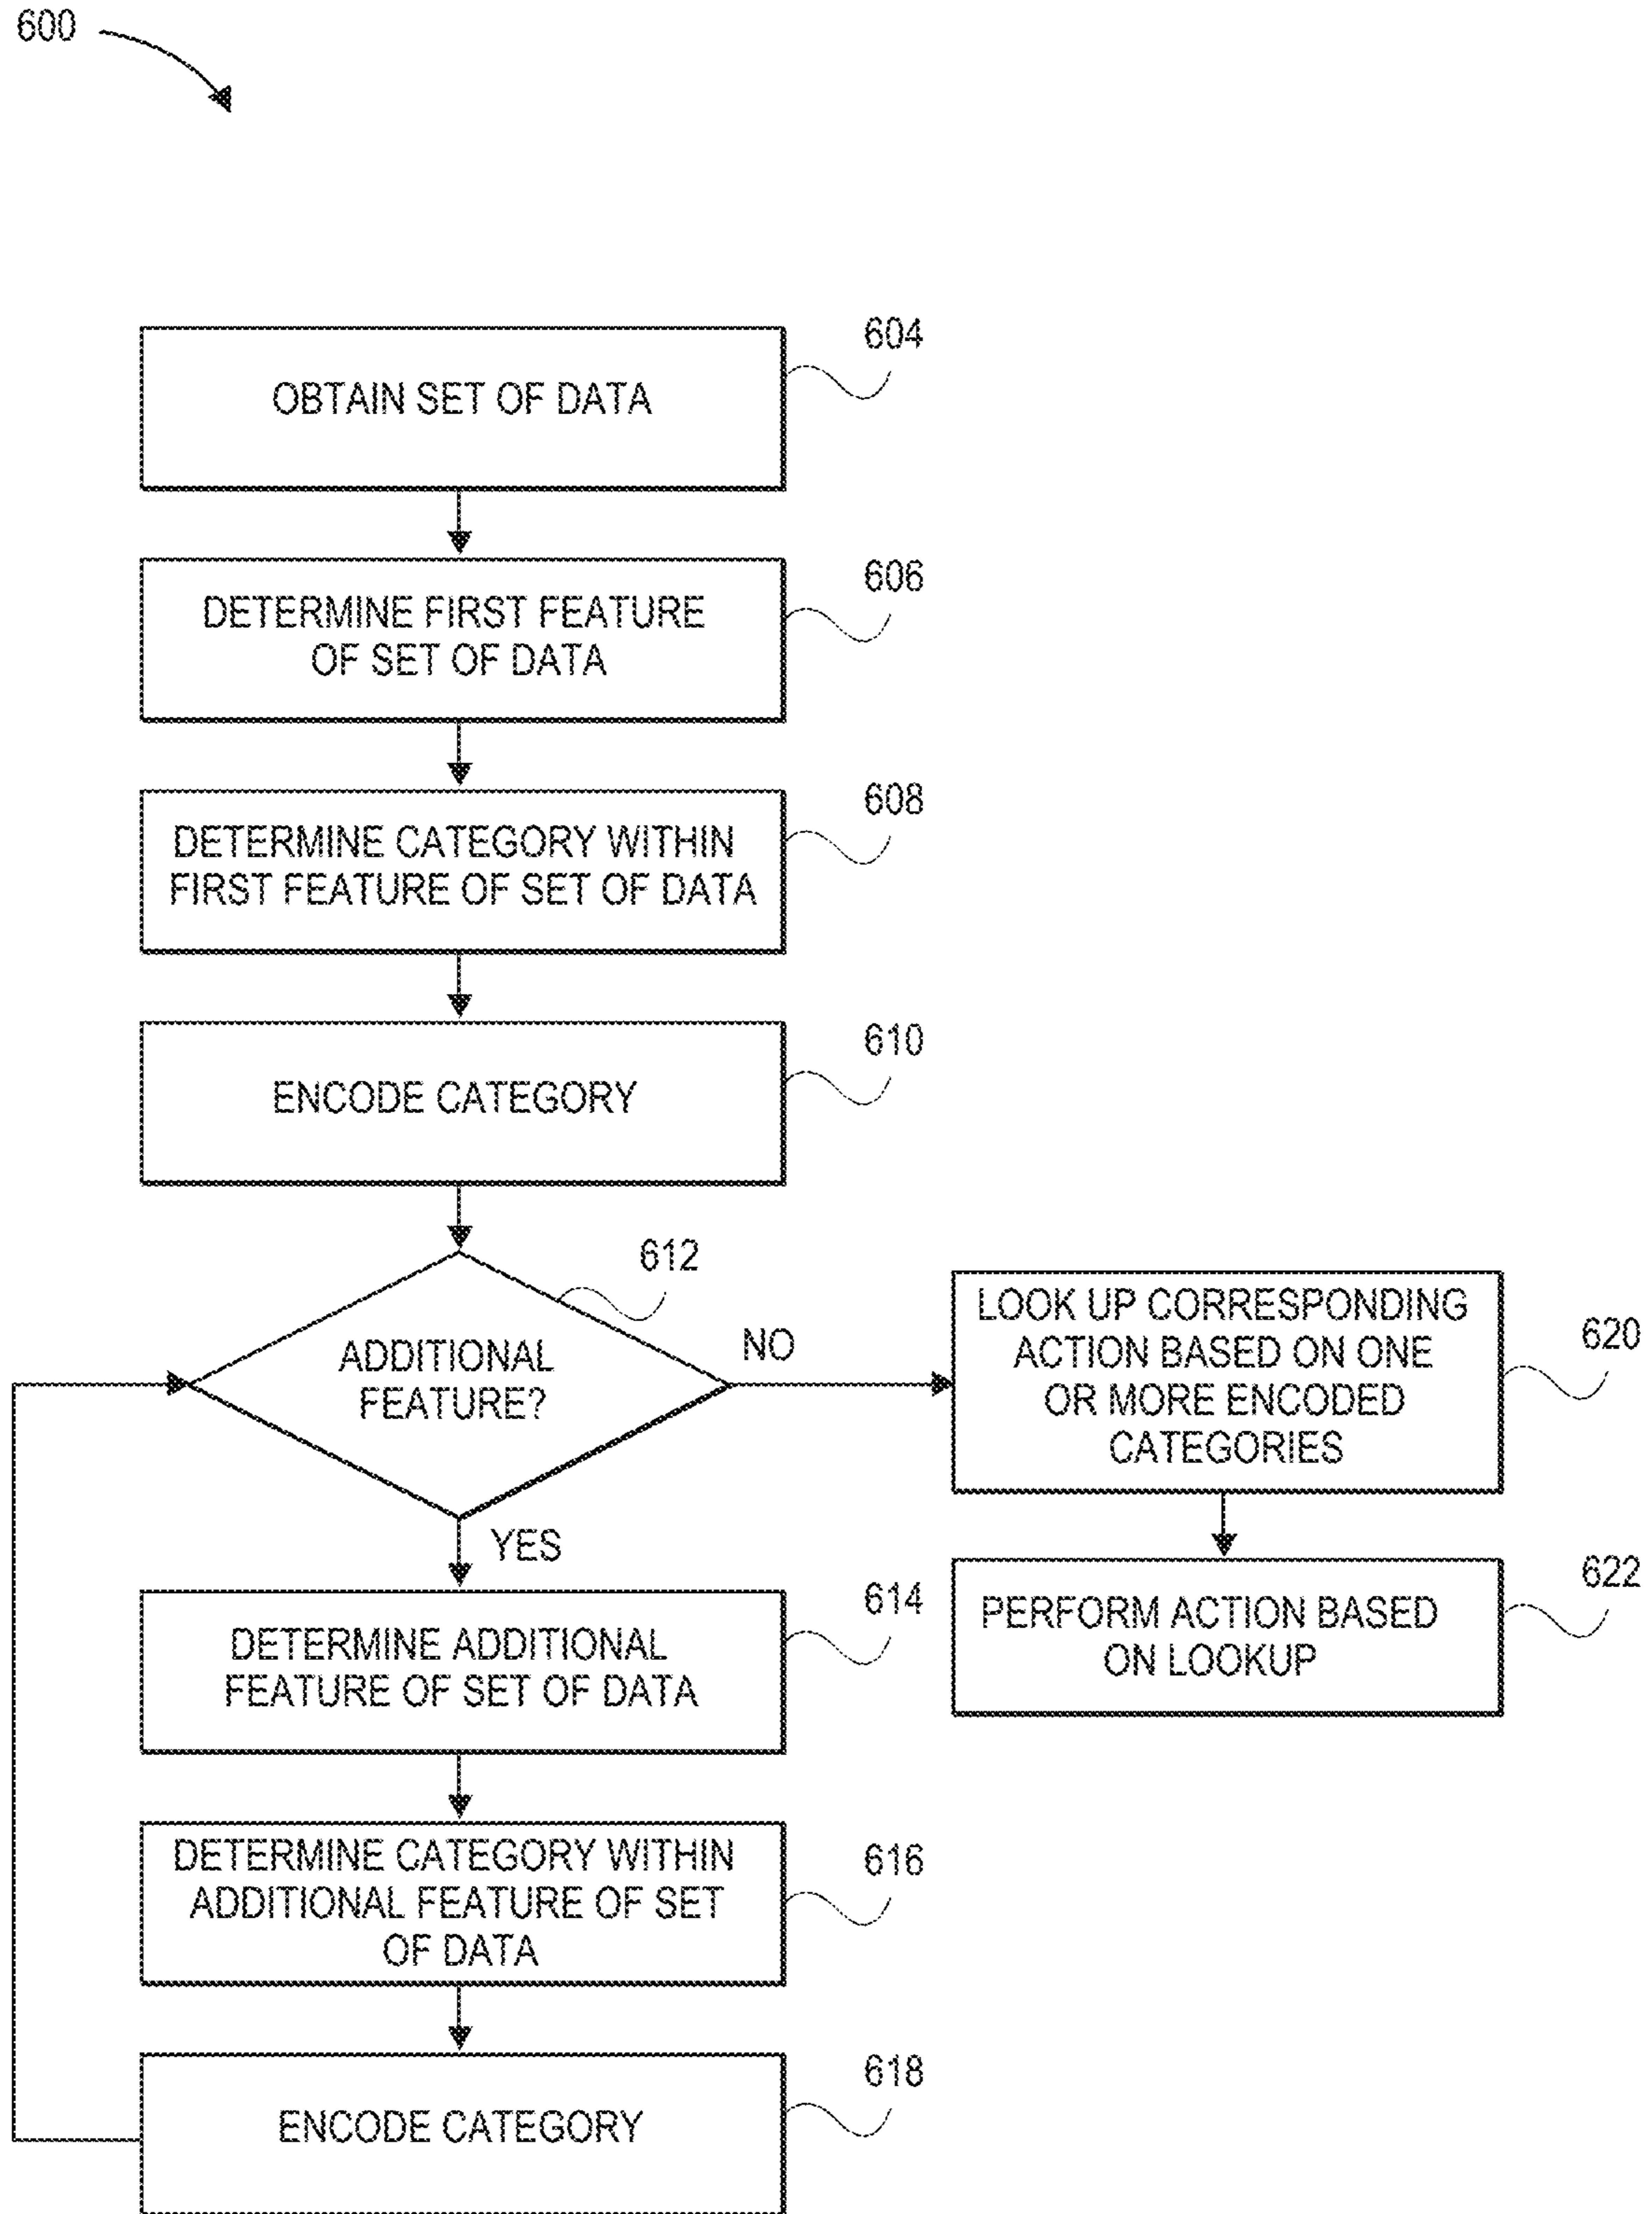 600
OBTAIN SET OF DATA
604
DETERMINE FIRST FEATURE
OF SET OF DATA
606
DETERMINE CATEGORY WITHIN
FIRST FEATURE OF SET OF DATA
608
ENCODE CATEGORY
610
ADDITIONAL
FEATURE?
612
NO
YES
LOOK UP CORRESPONDING
ACTION BASED ON ONE
OR MORE ENCODED
CATEGORIES
620
PERFORM ACTION BASED
ON LOOKUP
622
DETERMINE ADDITIONAL
FEATURE OF SET OF DATA
614
DETERMINE CATEGORY WITHIN
ADDITIONAL FEATURE OF SET
OF DATA
616
ENCODE CATEGORY
618